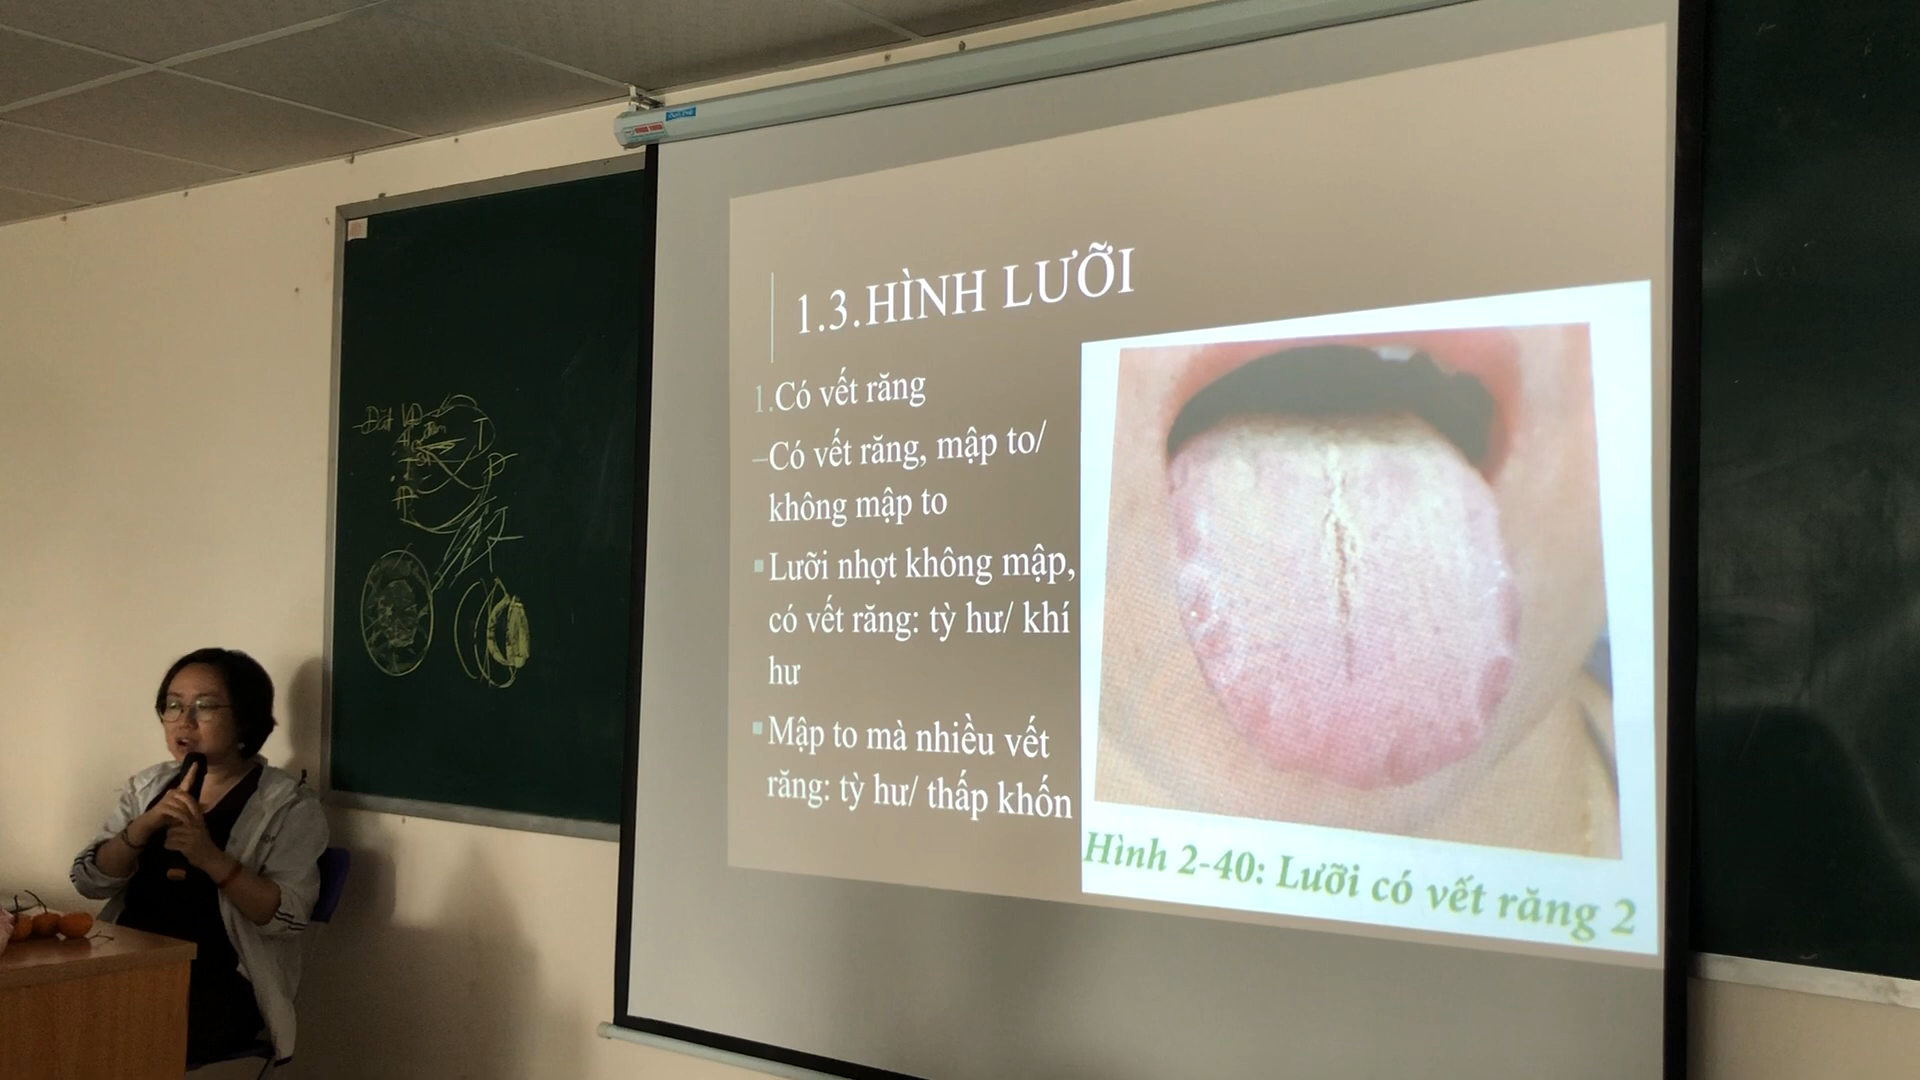 1.3.HÌNH LƯỠI
1.Có vết răng
–Có vết răng, mập to/
không mập to
▪Lưỡi nhợt không mập,
có vết răng: tỳ hư/ khí
hư
▪Mập to mà nhiều vết
răng: tỳ hư/ thấp khốn
Hình 2-40: Lưỡi có vết răng 2